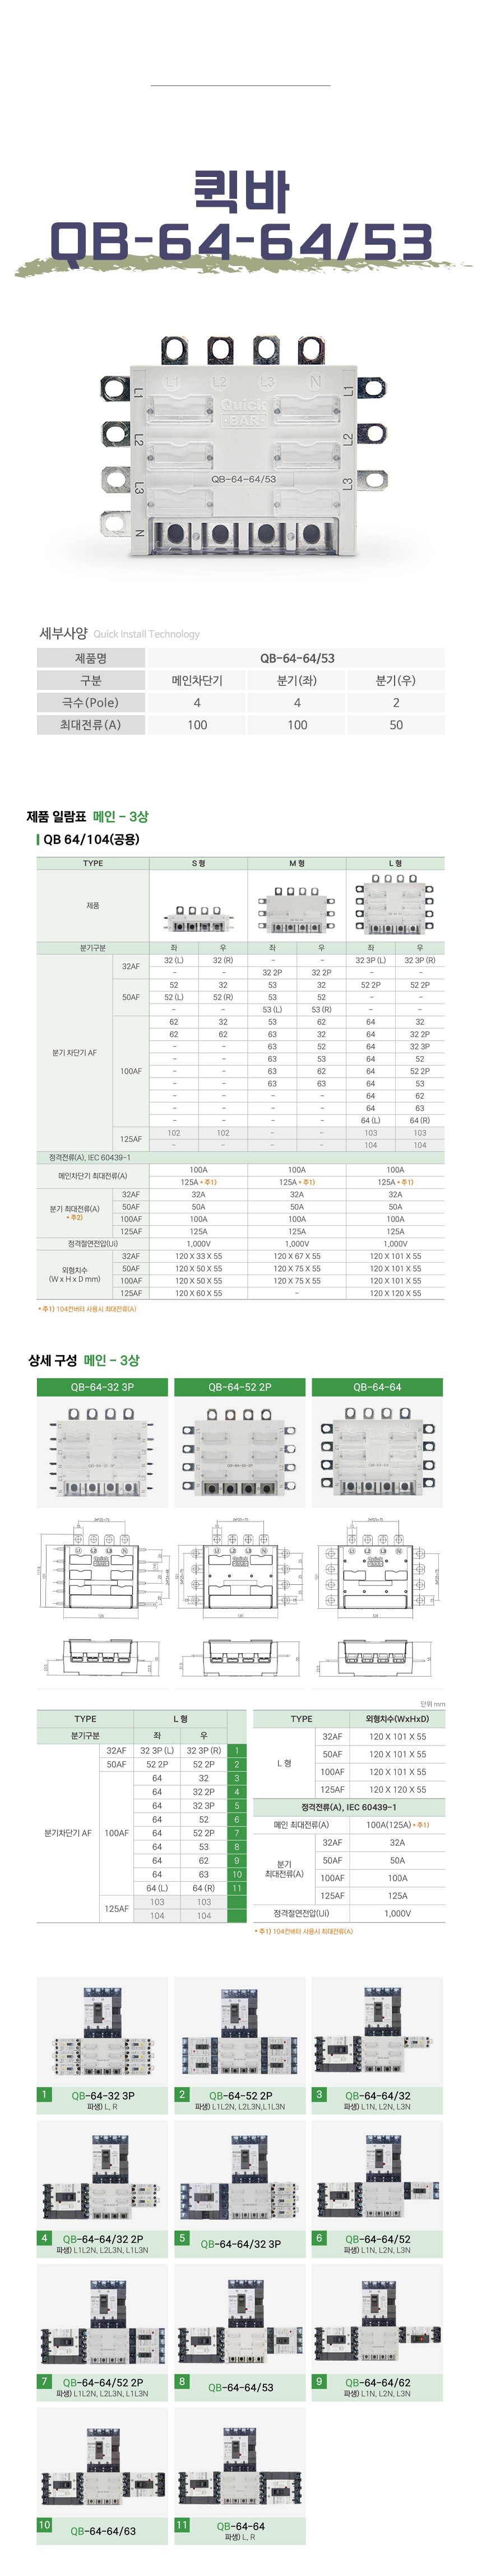 퀵바
QB-64-64/53
L1 L2 L3 N
L1
L2
L3
N
Quick
BAR
QB-64-64/53
L1
L2
L3
세부사양 Quick Install Technology
제품명 QB-64-64/53
구분 메인차단기 분기(좌) 분기(우)
극수(Pole) 4 4 2
최대전류(A) 100 100 50
제품 일람표 메인 - 3상
QB 64/104(공용)
TYPE S 형 M 형 L 형
제품
분기구분 좌 우 좌 우 좌 우
분기 차단기 AF
32AF 32 (L) 32 (R) - - 32 3P (L) 32 3P (R)
- - 32 2P 32 2P - -
50AF 52 32 53 32 52 2P 52 2P
52 (L) 52 (R) 53 52 - -
- - 53 (L) 53 (R) - -
100AF 62 32 53 62 64 32
62 62 63 32 64 32 2P
- - 63 52 64 32 3P
- - 63 53 64 52
- - 63 62 64 52 2P
- - 63 63 64 53
- - - - 64 62
- - - - 64 63
- - - - 64 (L) 64 (R)
125AF 102 102 - - 103 103
- - - - 104 104
정격전류(A), IEC 60439-1
메인차단기 최대전류(A) 100A 100A 100A
125A * 주1) 125A * 주1) 125A * 주1)
분기 최대전류(A)
* 주2)
32AF 32A 32A 32A
50AF 50A 50A 50A
100AF 100A 100A 100A
125AF 125A 125A 125A
정격절연전압(Ui) 1,000V 1,000V 1,000V
외형치수
(W x H x D mm)
32AF 120 X 33 X 55 120 X 67 X 55 120 X 101 X 55
50AF 120 X 50 X 55 120 X 75 X 55 120 X 101 X 55
100AF 120 X 50 X 55 120 X 75 X 55 120 X 101 X 55
125AF 120 X 60 X 55 - 120 X 120 X 55
* 주1) 104컨버터 사용시 최대전류(A)
상세 구성 메인 - 3상
QB-64-32 3P QB-64-52 2P QB-64-64
단위 mm
TYPE L 형
분기구분 좌 우
분기차단기 AF
32AF 32 3P (L) 32 3P (R) 1
50AF 52 2P 52 2P 2
100AF 64 32 3
64 32 2P 4
64 32 3P 5
64 52 6
64 52 2P 7
64 53 8
64 62 9
64 63 10
64 (L) 64 (R) 11
125AF 103 103
104 104
TYPE 외형치수(WxHxD)
L 형
32AF 120 X 101 X 55
50AF 120 X 101 X 55
100AF 120 X 101 X 55
125AF 120 X 120 X 55
정격전류(A), IEC 60439-1
메인 최대전류(A) 100A(125A) * 주1)
분기
최대전류(A)
32AF 32A
50AF 50A
100AF 100A
125AF 125A
정격절연전압(Ui) 1,000V
* 주1) 104컨버터 사용시 최대전류(A)
1 QB-64-32 3P
파생) L, R
2 QB-64-52 2P
파생) L1L2N, L2L3N,L1L3N
3 QB-64-64/32
파생) L1N, L2N, L3N
4 QB-64-64/32 2P
파생) L1L2N, L2L3N, L1L3N
5 QB-64-64/32 3P
6 QB-64-64/52
파생) L1N, L2N, L3N
7 QB-64-64/52 2P
파생) L1L2N, L2L3N, L1L3N
8 QB-64-64/53
9 QB-64-64/62
파생) L1N, L2N, L3N
10 QB-64-64/63
11 QB-64-64
파생) L, R